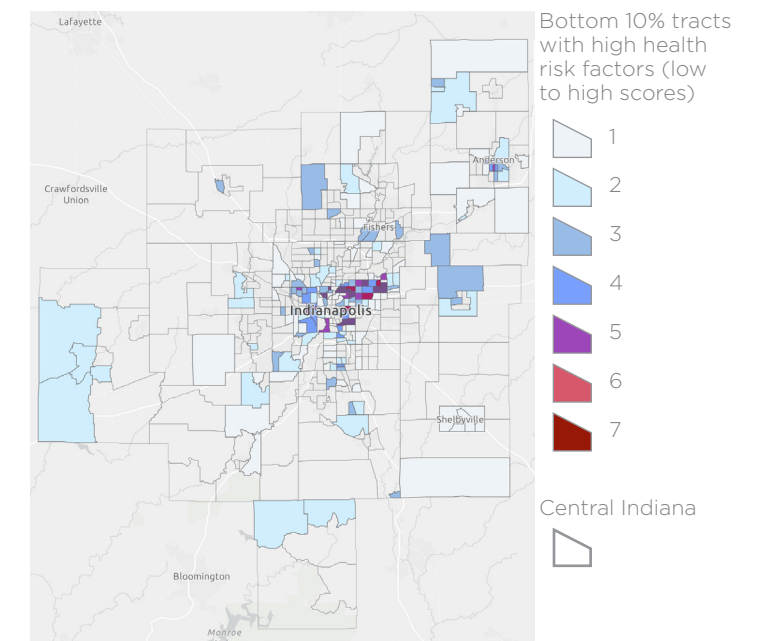 Lafayette
Crawfordsville
Union
Anderson
Fishers
Indianapolis
Shelbyville
Bloomington
Monroe
Bottom 10% tracts
with high health
risk factors (low
to high scores)
1
2
3
4
5
6
7
Central Indiana